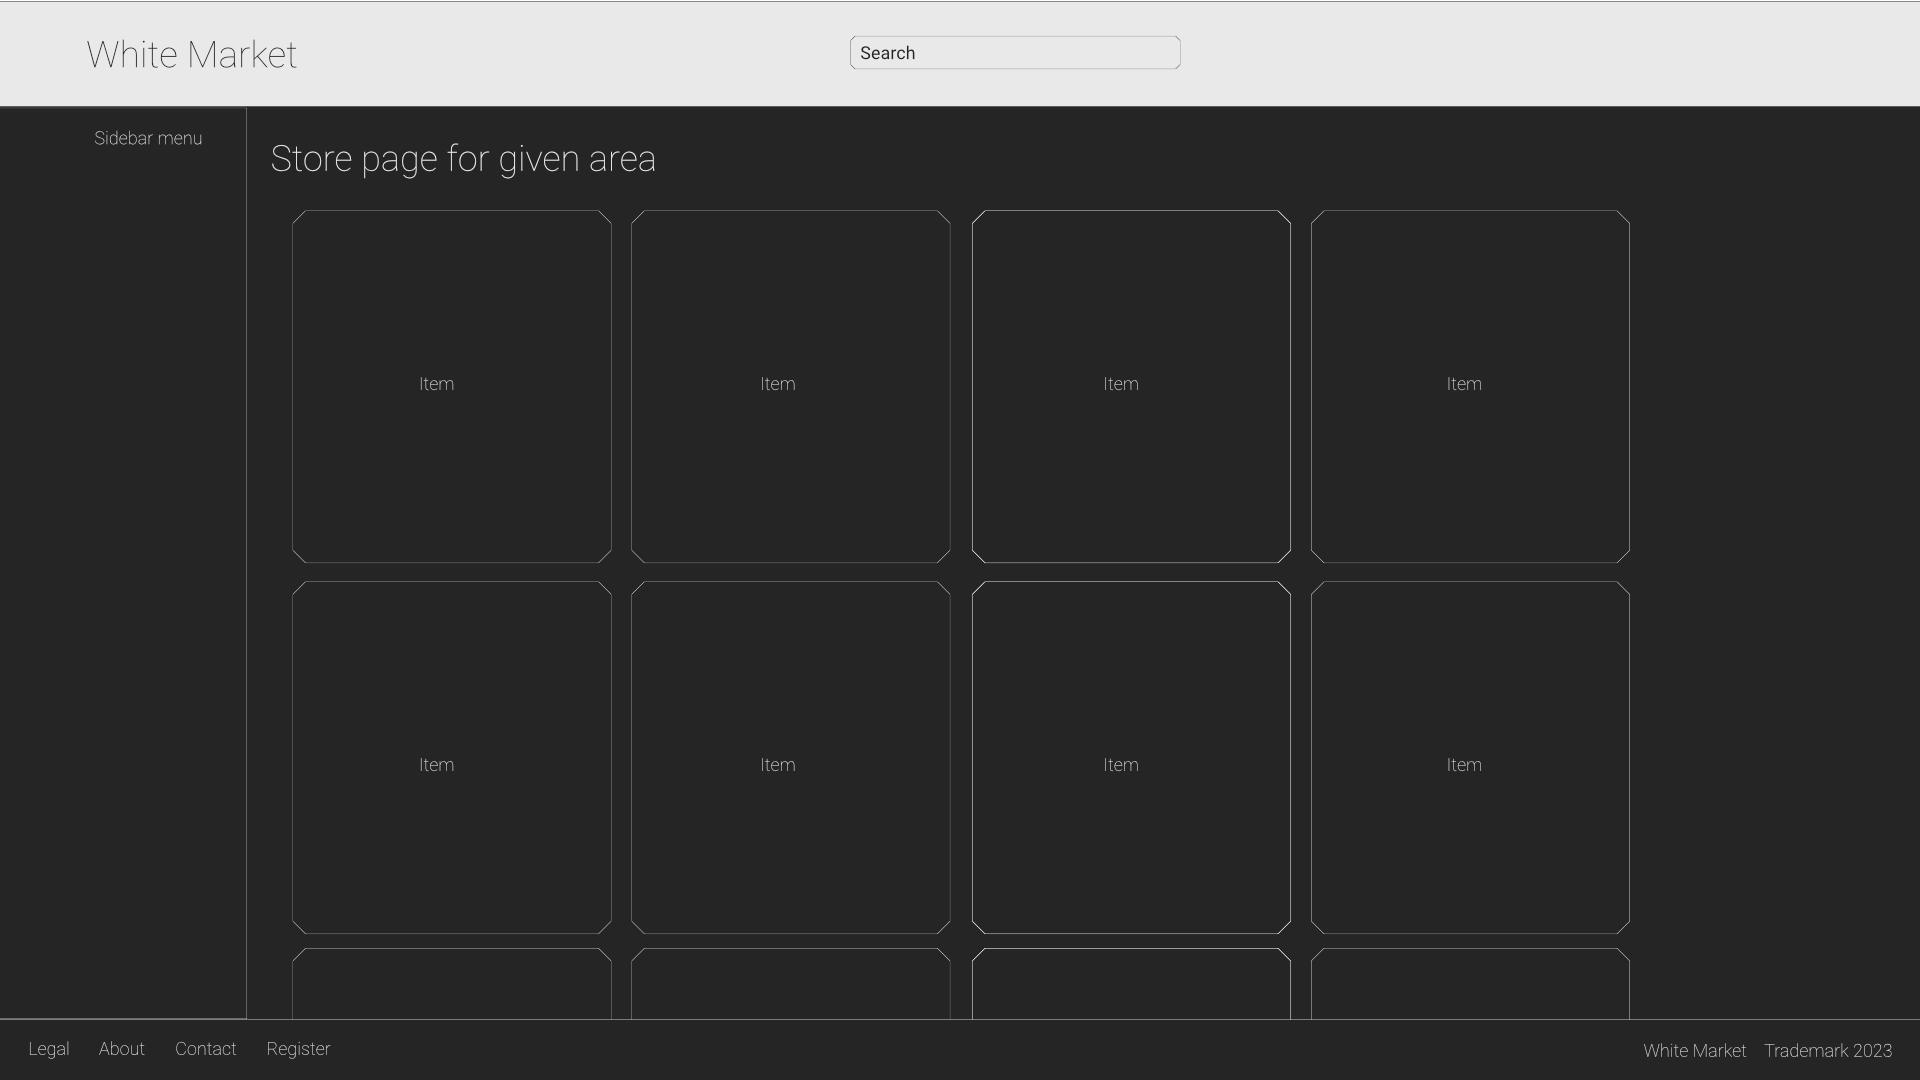 White Market
Search
Sidebar menu
Store page for given area
Item
Item
Item
Item
Item
Item
Item
Item
Legal About Contact Register
White Market Trademark 2023